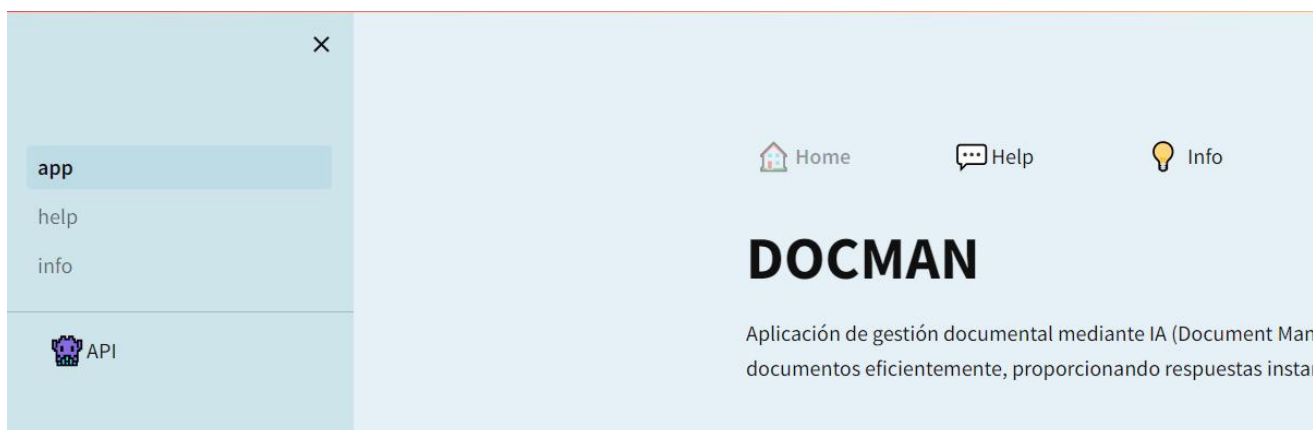 app
help
info
API
Home
Help
Info
DOCMAN
Aplicación de gestión documental mediante IA (Document
documentos eficientemente, proporcionando respuestas